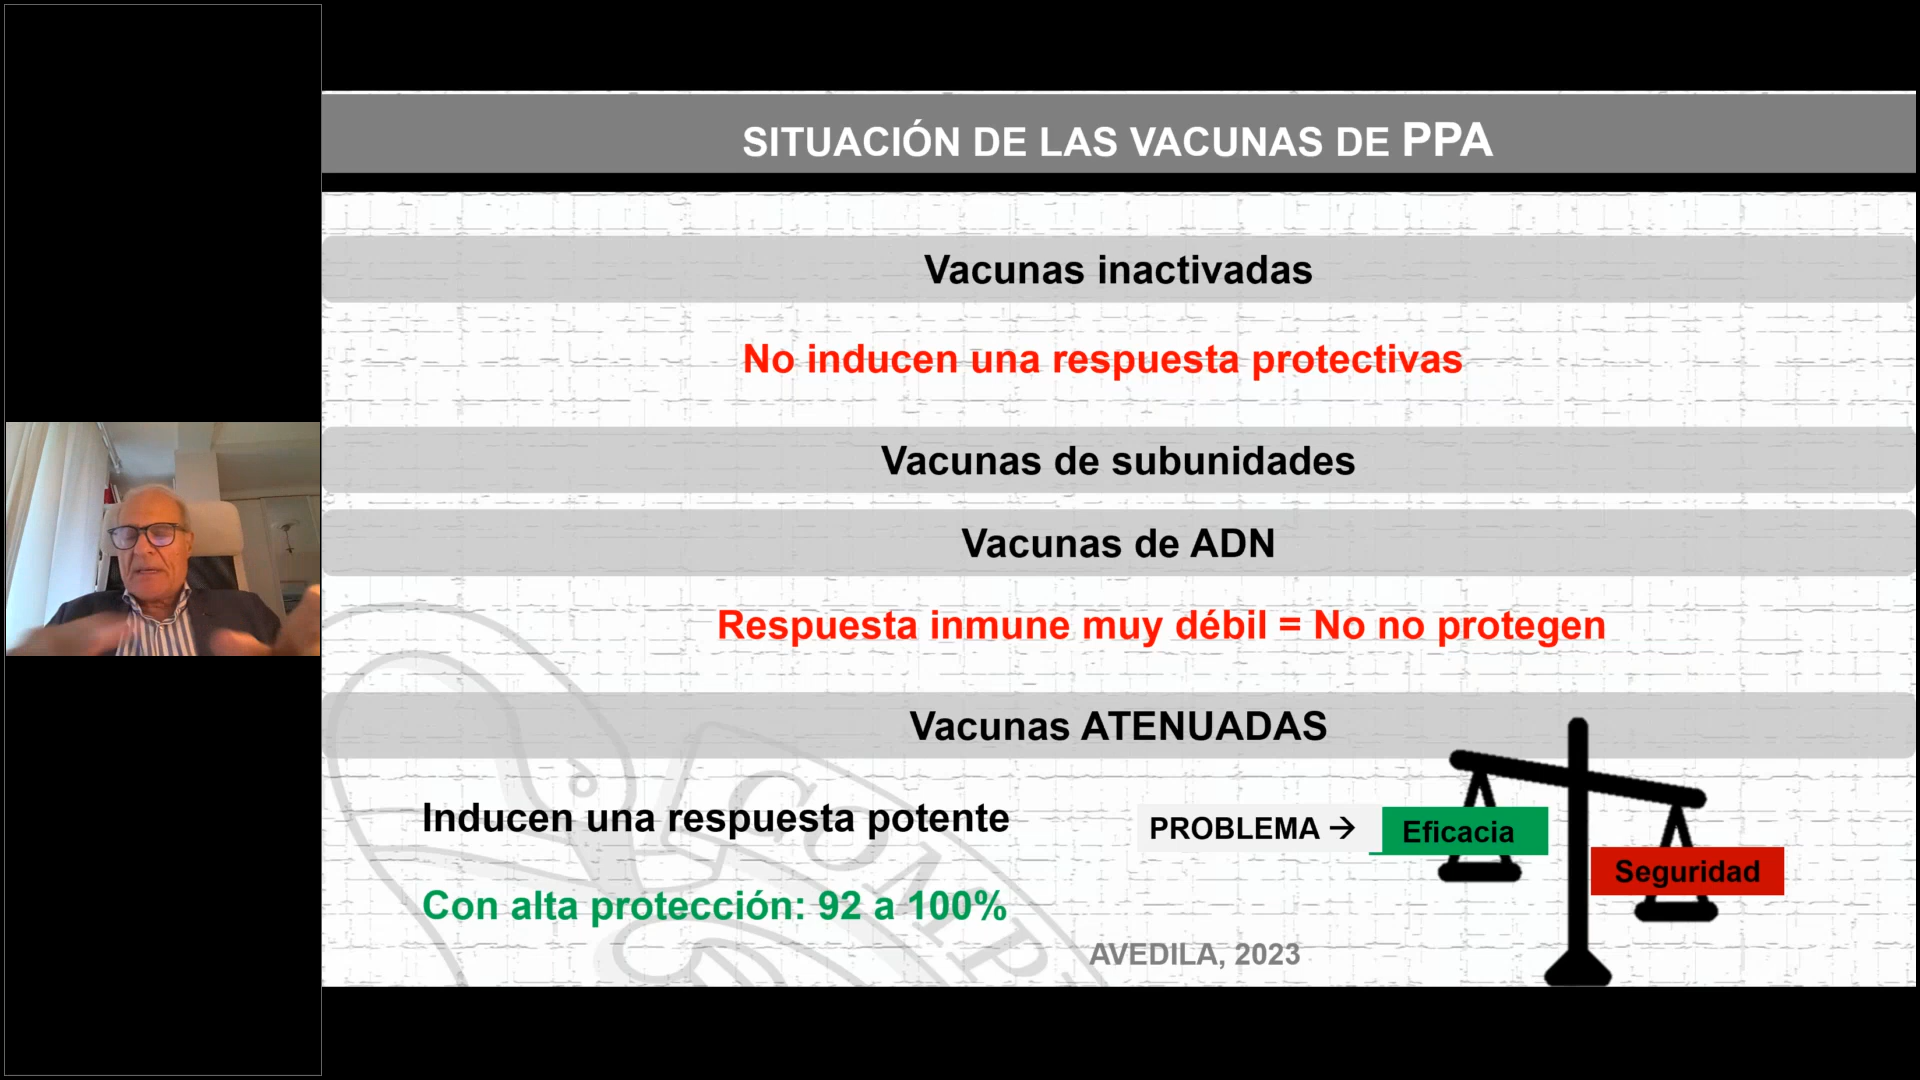 SITUACIÓN DE LAS VACUNAS DE PPA
Vacunas inactivadas
No inducen una respuesta protectivas
Vacunas de subunidades
Vacunas de ADN
Respuesta inmune muy débil = No no protegen
Vacunas ATENUADAS
Inducen una respuesta potente
PROBLEMA → Eficacia
Seguridad
Con alta protección: 92 a 100%
AVEDILA, 2023
COMP